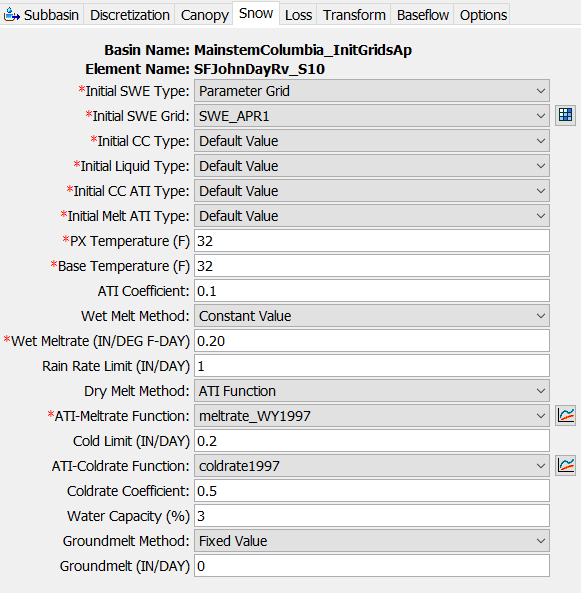 Subbasin Discretization Canopy Snow Loss Transform Baseflow Options
Basin Name: MainstemColumbia_InitGridsAp
Element Name: SFJohnDayRv_S10
*Initial SWE Type: Parameter Grid
*Initial SWE Grid: SWE_APR1
*Initial CC Type: Default Value
*Initial Liquid Type: Default Value
*Initial CC ATI Type: Default Value
*Initial Melt ATI Type: Default Value
*PX Temperature (F) 32
*Base Temperature (F) 32
ATI Coefficient: 0.1
Wet Melt Method: Constant Value
*Wet Meltrate (IN/DEG F-DAY) 0.20
Rain Rate Limit (IN/DAY) 1
Dry Melt Method: ATI Function
*ATI-Meltrate Function: meltrate_WY1997
Cold Limit (IN/DAY) 0.2
ATI-Coldrate Function: coldrate1997
Coldrate Coefficient: 0.5
Water Capacity (%) 3
Groundmelt Method: Fixed Value
Groundmelt (IN/DAY) 0